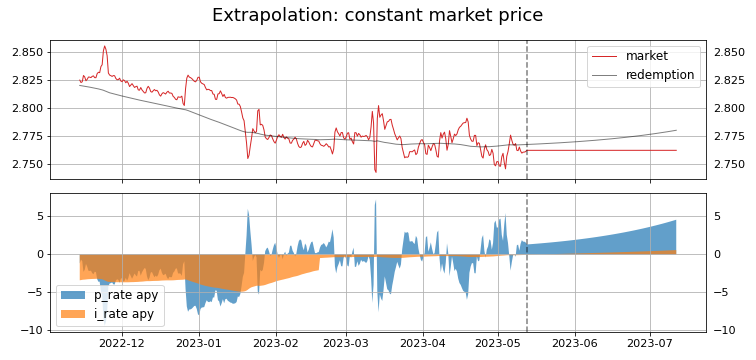 Extrapolation: constant market price
2.850 2.850
2.825 2.825
2.800 2.800
2.775 2.775
2.750 2.750
market
redemption
5 5
0 0
−5 −5
−10 −10
p_rate apy
i_rate apy
2022-12 2023-01 2023-02 2023-03 2023-04 2023-05 2023-06 2023-07